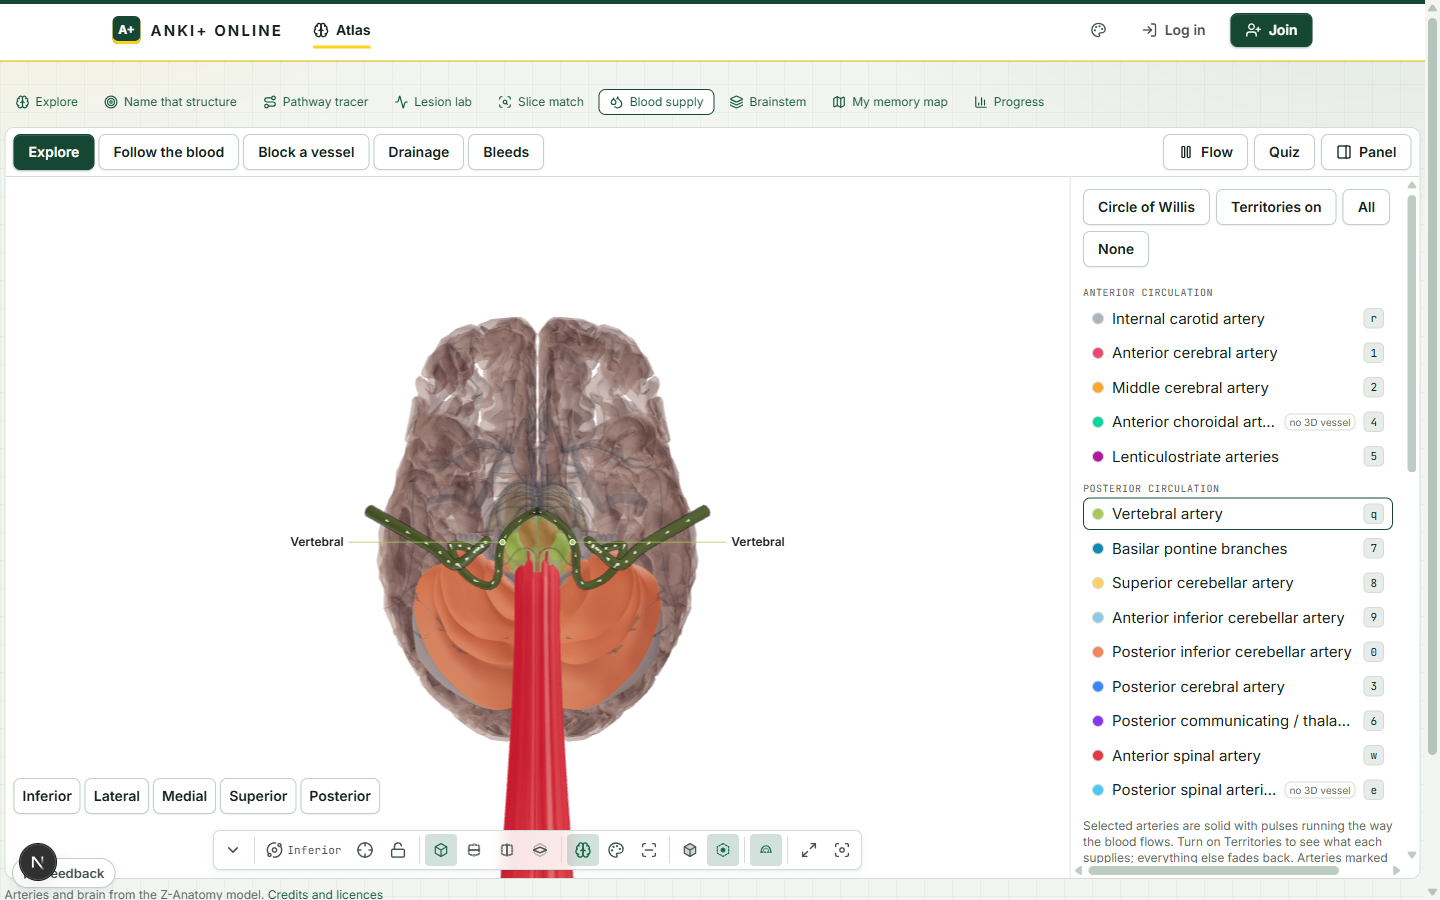 A+ ANKI+ ONLINE Atlas Log in Join
Explore Name that structure Pathway tracer Lesion lab Slice match Blood supply Brainstem My memory map Progress
Explore Follow the blood Block a vessel Drainage Bleeds Flow Quiz Panel
Circle of Willis Territories on All
None
ANTERIOR CIRCULATION
Internal carotid artery r
Anterior cerebral artery 1
Middle cerebral artery 2
Anterior choroidal art... no 3D vessel 4
Lenticulostriate arteries 5
POSTERIOR CIRCULATION
Vertebral artery q
Basilar pontine branches 7
Superior cerebellar artery 8
Anterior inferior cerebellar artery 9
Posterior inferior cerebellar artery 0
Posterior cerebral artery 3
Posterior communicating / thala... 6
Anterior spinal artery w
Posterior spinal arteri... no 3D vessel e
Selected arteries are solid with pulses running the way
the blood flows. Turn on Territories to see what each
supplies; everything else fades back. Arteries marked
Vertebral Vertebral
Inferior Lateral Medial Superior Posterior
Inferior
N eedback
Arteries and brain from the Z-Anatomy model. Credits and licences